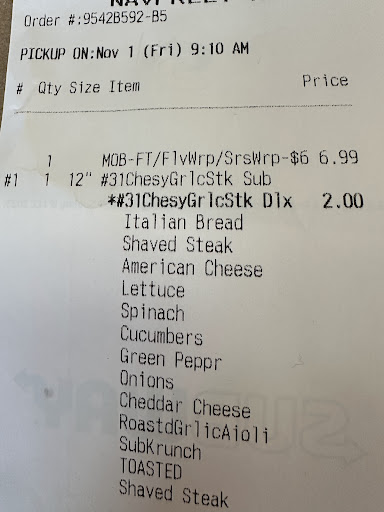 Order #:9542B592-B5
PICKUP ON:Nov 1 (Fri) 9:10 AM
# Qty Size Item Price
1 MOB-FT/FlvWrp/SrsWrp-$6 6.99
#1 1 12" #31ChesyGrlcStk Sub
*#31ChesyGrlcStk Dlx 2.00
Italian Bread
Shaved Steak
American Cheese
Lettuce
Spinach
Cucumbers
Green Peppr
Onions
Cheddar Cheese
RoastdGrlicAioli
SubKrunch
TOASTED
Shaved Steak